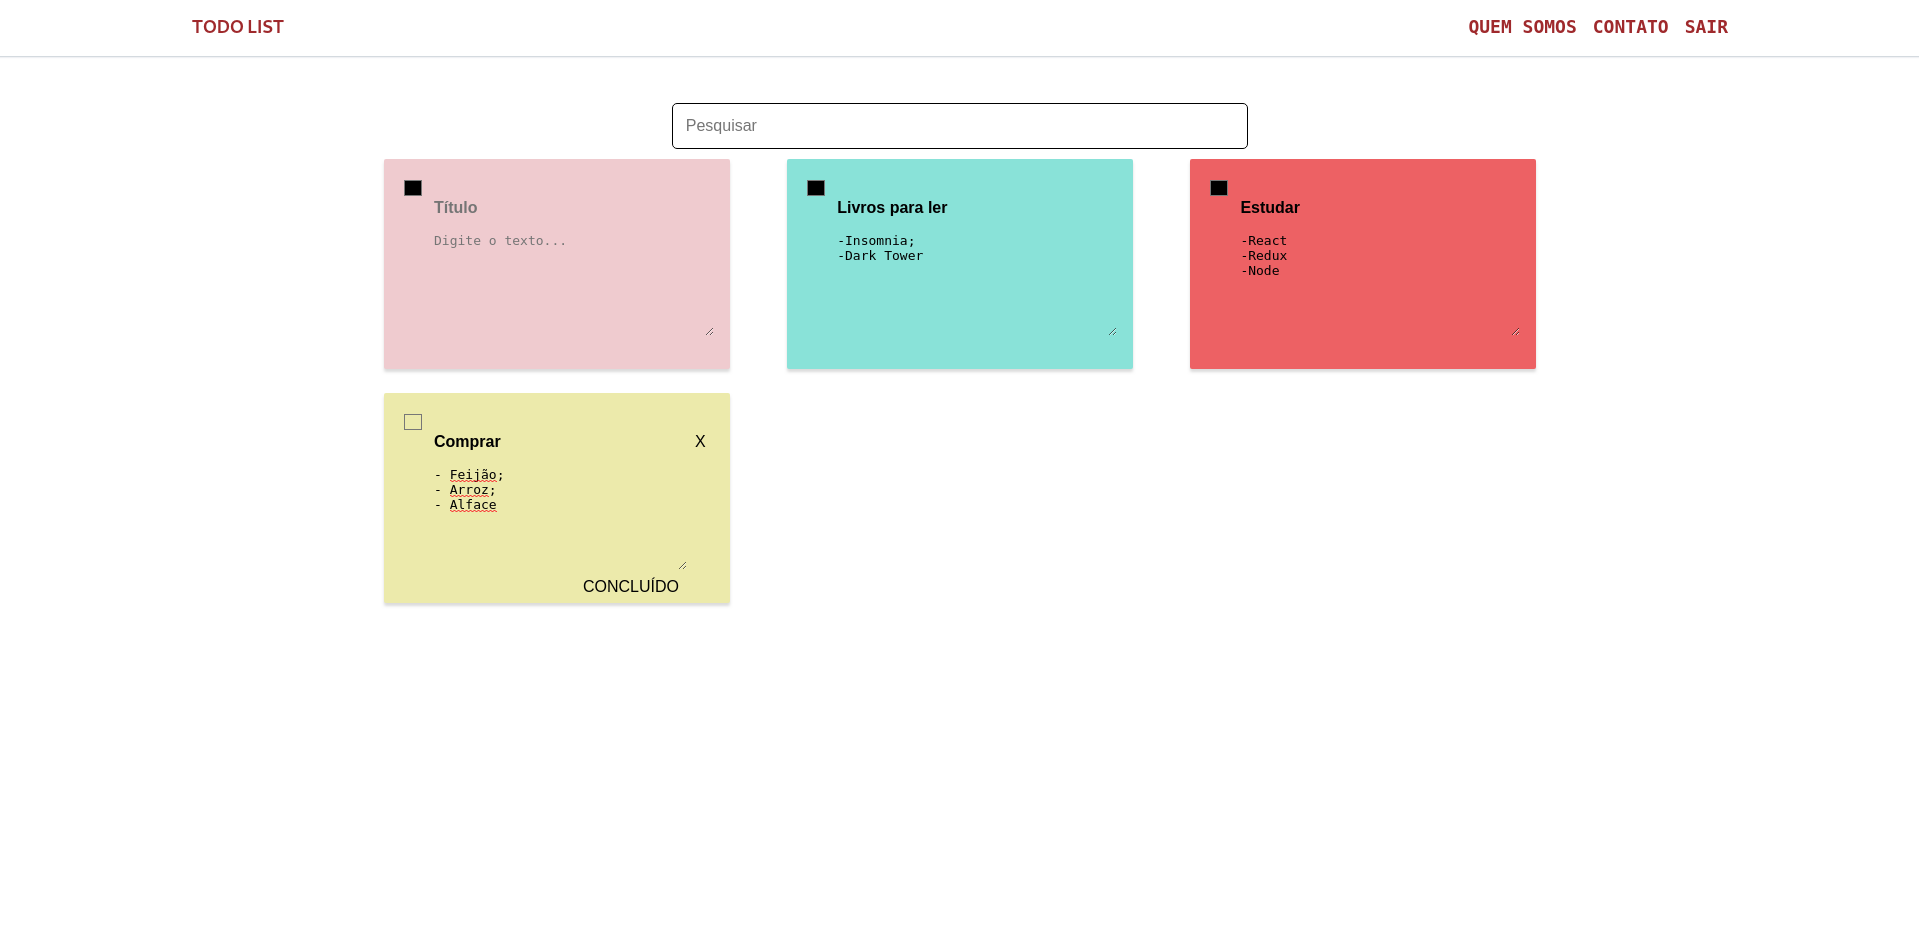 TODO LIST
QUEM SOMOS CONTATO SAIR
Pesquisar
Título
Digite o texto...
Livros para ler
-Insomnia;
-Dark Tower
Estudar
-React
-Redux
-Node
Comprar
X
- Feijão;
- Arroz;
- Alface
CONCLUÍDO